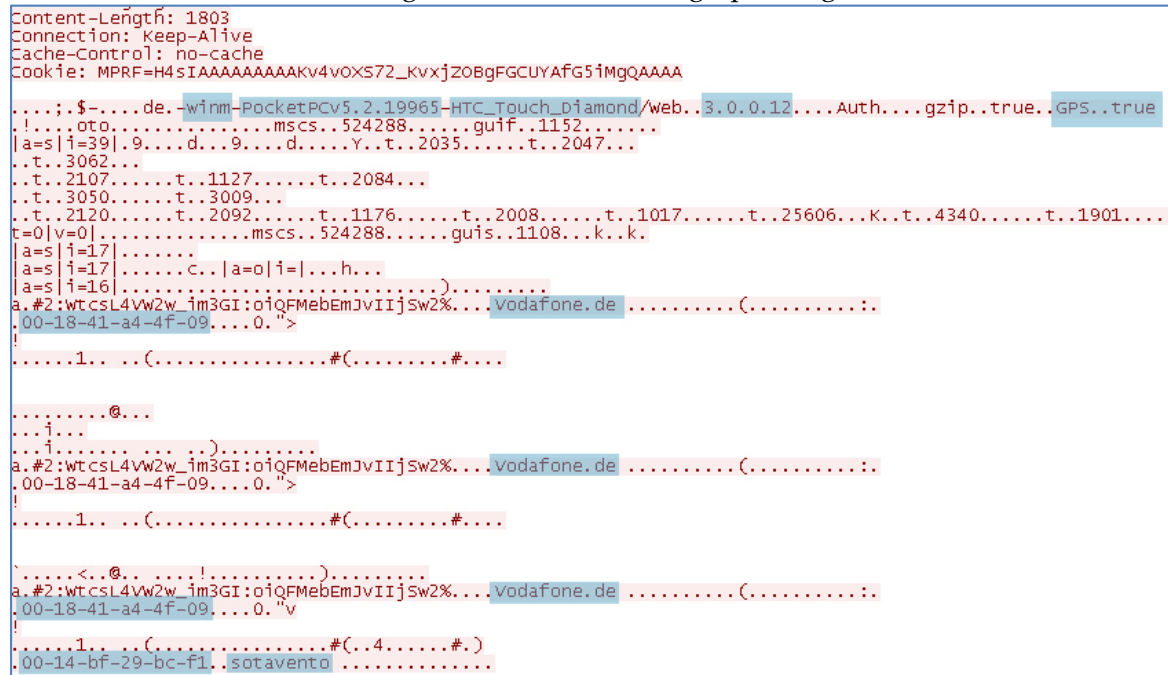 Content-Length: 1803
Connection: Keep-Alive
Cache-Control: no-cache
Cookie: MPRF=H4sIAAAAAAAAAKv4vOXS72_KvxjZOBgFGCUYAfG5iMgQAAAA
....;.$-....de.-winm-PocketPCv5.2.19965-HTC_Touch_Diamond/web..3.0.0.12....Auth....gzip..true..GPS..true
.!....oto...............mscs..524288......guif..1152.......
|a=s|i=39|.9....d...9....d.....Y..t..2035......t..2047...
..t..3062...
..t..2107......t..1127......t..2084...
..t..3050......t..3009...
..t..2120......t..2092......t..1176......t..2008......t..1017......t..25606...K..t..4340......t..1901....
t=0|v=0|..............mscs..524288......guis..1108...k..k.
|a=s|i=17|.......
|a=s|i=17|......c..|a=o|i=|...h...
|a=s|i=16|............................).........
a.#2:WtcsL4VW2w_im3GI:oiQFMebEmJvIIjSw2%....Vodafone.de ..........(..........:.
.00-18-41-a4-4f-09....0.">
!
......1.. ..(...............#(.........#....
.........@...
...i...
...i....... ... ..).........
a.#2:WtcsL4VW2w_im3GI:oiQFMebEmJvIIjSw2%....Vodafone.de ..........(..........:.
.00-18-41-a4-4f-09....0.">
!
......1.. ..(...............#(.........#....
`.....<..@.. ....!..........).........
a.#2:WtcsL4VW2w_im3GI:oiQFMebEmJvIIjSw2%....Vodafone.de ..........(..........:.
.00-18-41-a4-4f-09....0."v
!
......1.. ..(...............#(..4......#.)
.00-14-bf-29-bc-f1..sotavento ..............